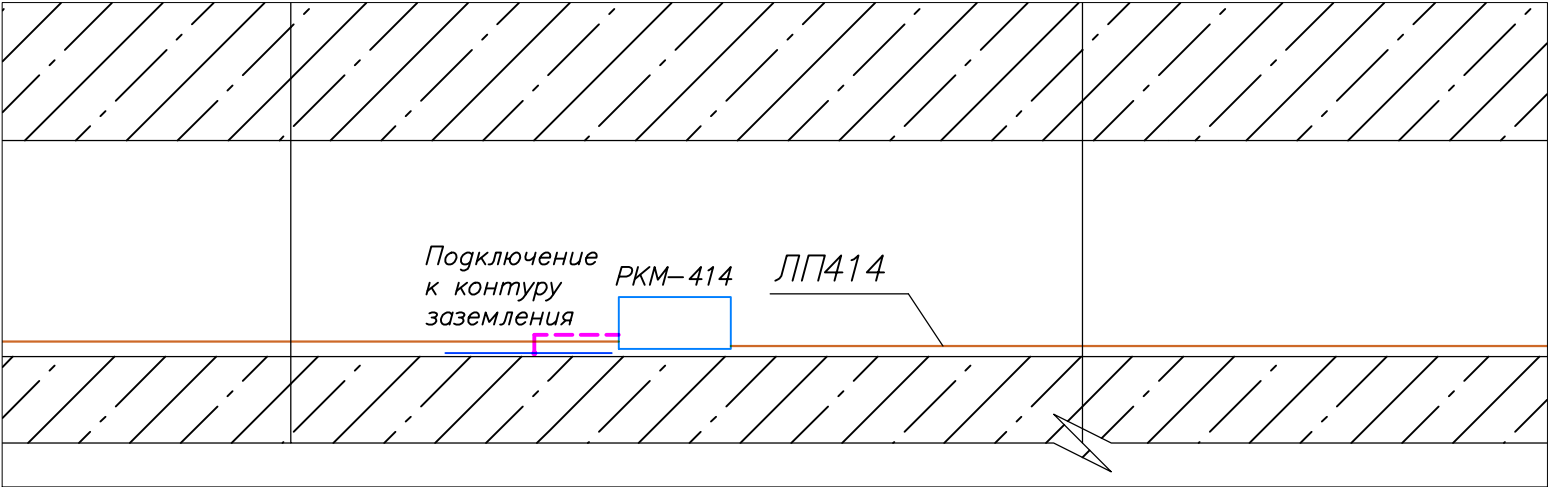 Подключение
к контуру
заземления
РКМ-414
ЛП414